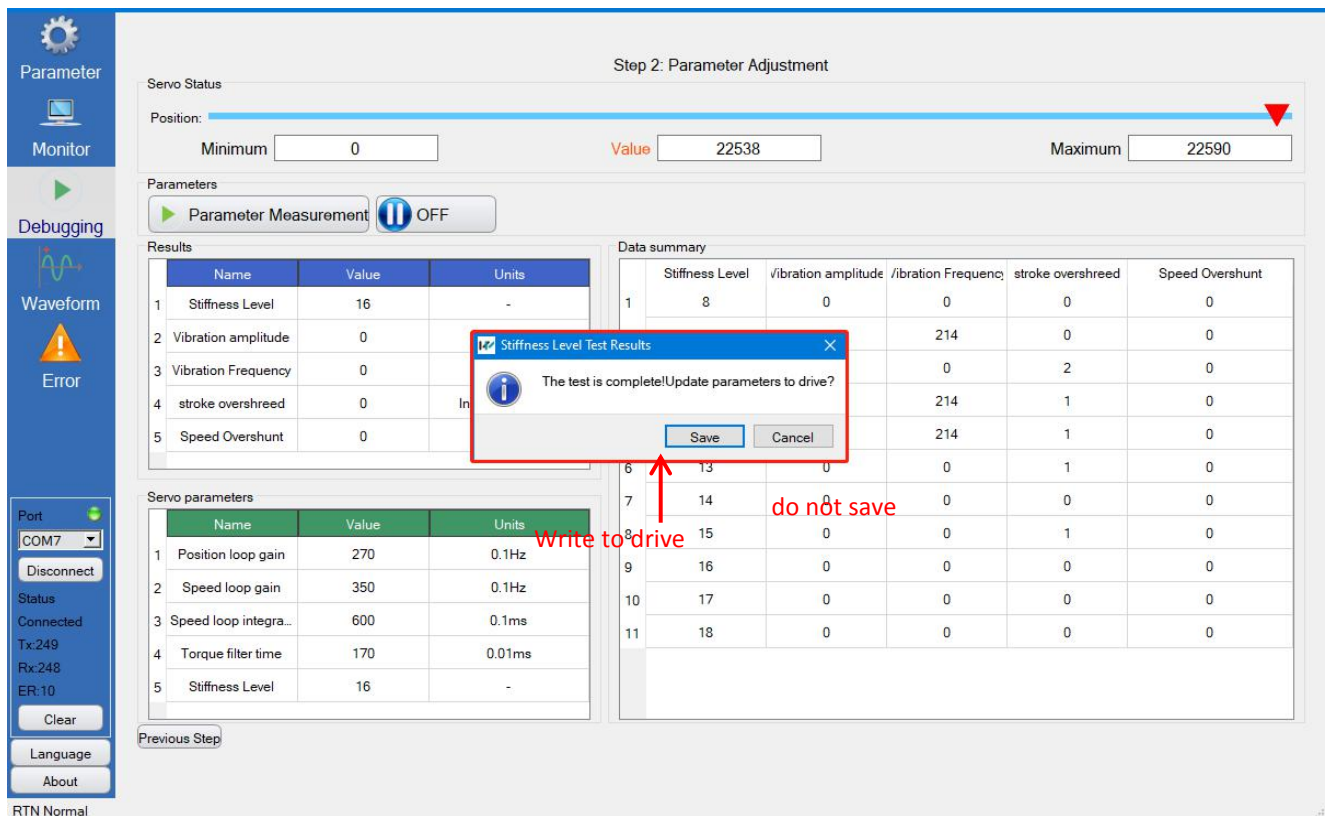 Parameter
Monitor
Debugging
Waveform
Error
Port
COM7
Disconnect
Status
Connected
Tx:249
Rx:248
ER:10
Clear
Language
About
RTN Normal
Step 2: Parameter Adjustment
Servo Status
Position:
Minimum 0 Value 22538 Maximum 22590
Parameters
Parameter Measurement OFF
Results
Name Value Units
1 Stiffness Level 16 -
2 Vibration amplitude 0
3 Vibration Frequency 0
4 stroke overshreed 0 In
5 Speed Overshunt 0
Servo parameters
Name Value Units
1 Position loop gain 270 0.1Hz
2 Speed loop gain 350 0.1Hz
3 Speed loop integra... 600 0.1ms
4 Torque filter time 170 0.01ms
5 Stiffness Level 16 -
Previous Step
Data summary
Stiffness Level Vibration amplitude Vibration Frequency stroke overshreed Speed Overshunt
1 8 0 0 0 0
214 0 0
0 2 0
214 1 0
214 1 0
6 13 0 0 1 0
7 14 0 0 0 0
8 15 0 0 1 0
9 16 0 0 0 0
10 17 0 0 0 0
11 18 0 0 0 0
Stiffness Level Test Results
The test is complete!Update parameters to drive?
Save Cancel
do not save
Write to drive